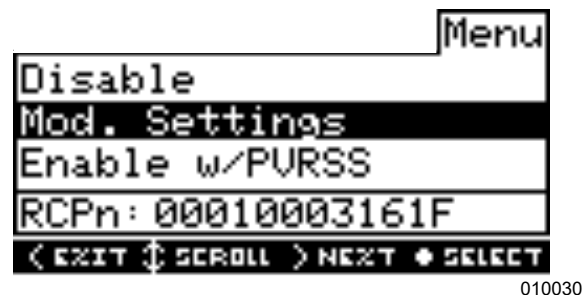 Menu
Disable
Mod. Settings
Enable w/PVRSS
RCPn: 00010003161F
< EXIT ↕ SCROLL > NEXT ● SELECT
010030